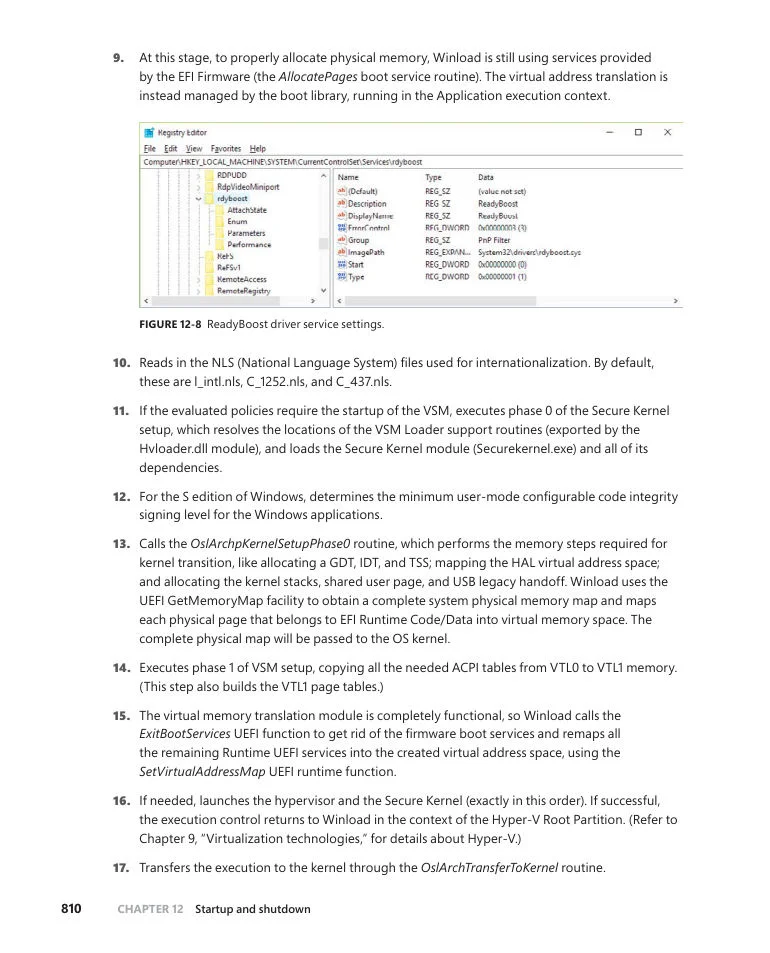 9. At this stage, to properly allocate physical memory, Winload is still using services provided
by the EFI Firmware (the AllocatePages boot service routine). The virtual address translation is
instead managed by the boot library, running in the Application execution context.
Registry Editor
File Edit View Favorites Help
Computer\HKEY_LOCAL_MACHINE\SYSTEM\CurrentControlSet\Services\rdyboost
RDPUDD
RdpVideoMiniport
rdyboost
AttachState
Enum
Parameters
Performance
ReFS
ReFSv1
RemoteAccess
RemoteRegistry
Name Type Data
(Default) REG_SZ (value not set)
Description REG_SZ ReadyBoost
DisplayName REG_SZ ReadyBoost
ErrorControl REG_DWORD 0x00000003 (3)
Group REG_SZ PnP Filter
ImagePath REG_EXPAN... System32\drivers\rdyboost.sys
Start REG_DWORD 0x00000000 (0)
Type REG_DWORD 0x00000001 (1)
FIGURE 12-8 ReadyBoost driver service settings.
10. Reads in the NLS (National Language System) files used for internationalization. By default,
these are l_intl.nls, C_1252.nls, and C_437.nls.
11. If the evaluated policies require the startup of the VSM, executes phase 0 of the Secure Kernel
setup, which resolves the locations of the VSM Loader support routines (exported by the
Hvloader.dll module), and loads the Secure Kernel module (Securekernel.exe) and all of its
dependencies.
12. For the S edition of Windows, determines the minimum user-mode configurable code integrity
signing level for the Windows applications.
13. Calls the OslArchpKernelSetupPhase0 routine, which performs the memory steps required for
kernel transition, like allocating a GDT, IDT, and TSS; mapping the HAL virtual address space;
and allocating the kernel stacks, shared user page, and USB legacy handoff. Winload uses the
UEFI GetMemoryMap facility to obtain a complete system physical memory map and maps
each physical page that belongs to EFI Runtime Code/Data into virtual memory space. The
complete physical map will be passed to the OS kernel.
14. Executes phase 1 of VSM setup, copying all the needed ACPI tables from VTL0 to VTL1 memory.
(This step also builds the VTL1 page tables.)
15. The virtual memory translation module is completely functional, so Winload calls the
ExitBootServices UEFI function to get rid of the firmware boot services and remaps all
the remaining Runtime UEFI services into the created virtual address space, using the
SetVirtualAddressMap UEFI runtime function.
16. If needed, launches the hypervisor and the Secure Kernel (exactly in this order). If successful,
the execution control returns to Winload in the context of the Hyper-V Root Partition. (Refer to
Chapter 9, “Virtualization technologies,” for details about Hyper-V.)
17. Transfers the execution to the kernel through the OslArchTransferToKernel routine.
810 CHAPTER 12 Startup and shutdown